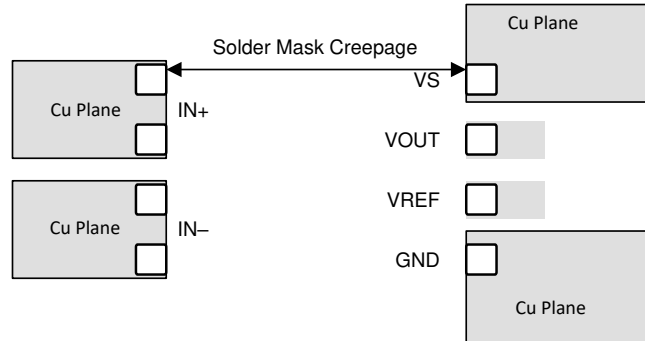 Cu Plane
Solder Mask Creepage
VS
Cu Plane
IN+
VOUT
VREF
Cu Plane
IN–
GND
Cu Plane